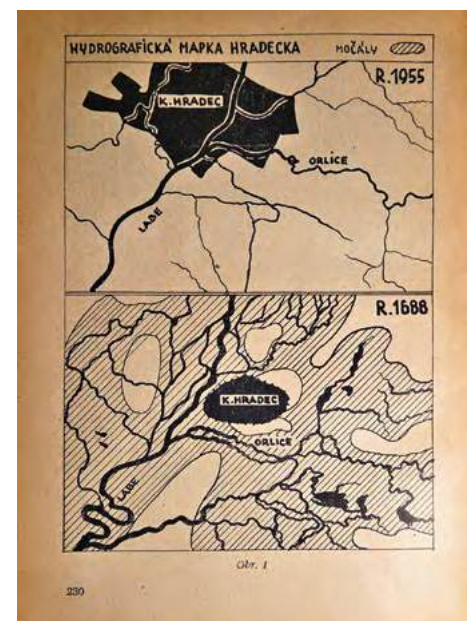 HYDROGRAFICKÁ MAPKA HRADECKA
MOČÁLY
R.1955
K.HRADEC
ORLICE
LABE
R.1688
K.HRADEC
ORLICE
LABE
Obr. 1
230